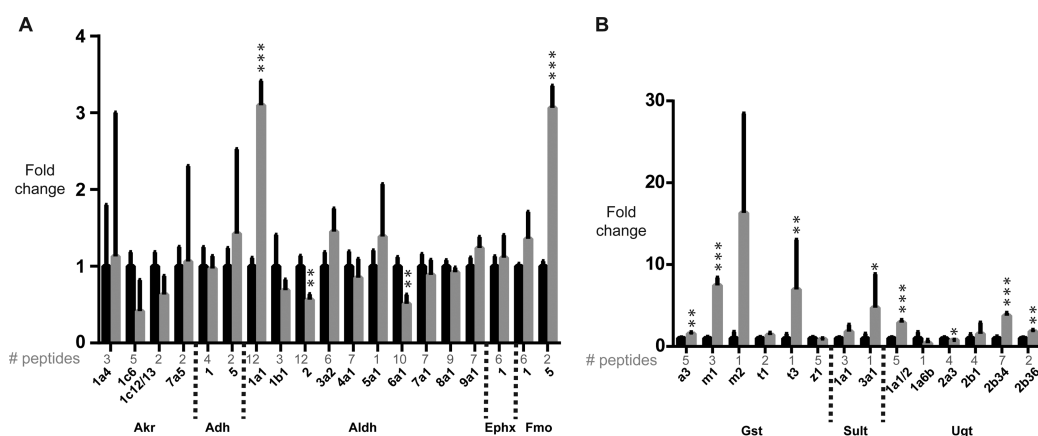 A
4
3
2
1
0
Fold
change
***
**
**
***
# peptides 3 5 2 2 4 2 12 3 12 6 7 1 10 7 9 7 6 6 2
1a4 1c6 1c12/13 7a5 1 5 1a1 1b1 2 3a2 4a1 5a1 6a1 7a1 8a1 9a1 1 1 5
Akr Adh Aldh Ephx Fmo
B
30
20
10
0
Fold
change
**
***
**
*
***
*
***
**
# peptides 5 3 1 2 1 5 3 1 5 1 4 4 7 2
a3 m1 m2 t1 t3 z1 1a1 3a1 1a1/2 1a6b 2a3 2b1 2b34 2b36
Gst Sult Ugt